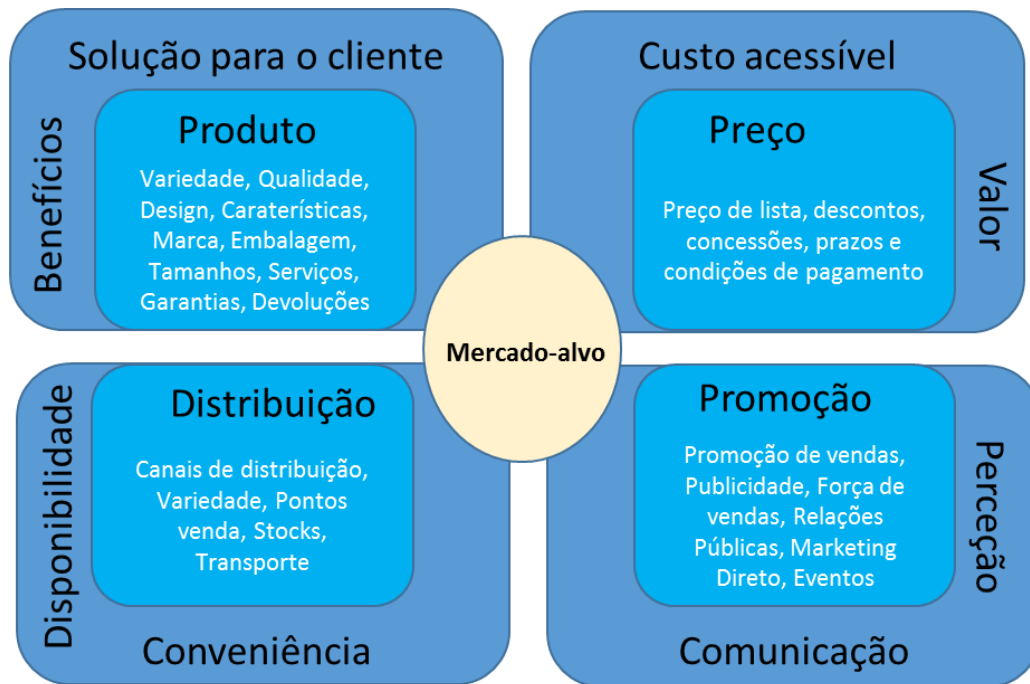 Solução para o cliente
Benefícios
Produto
Variedade, Qualidade,
Design, Caraterísticas,
Marca, Embalagem,
Tamanhos, Serviços,
Garantias, Devoluções
Custo acessível
Preço
Preço de lista, descontos,
concessões, prazos e
condições de pagamento
Valor
Mercado-alvo
Disponibilidade
Distribuição
Canais de distribuição,
Variedade, Pontos
venda, Stocks,
Transporte
Conveniência
Promoção
Promoção de vendas,
Publicidade, Força de
vendas, Relações
Públicas, Marketing
Direto, Eventos
Perceção
Comunicação